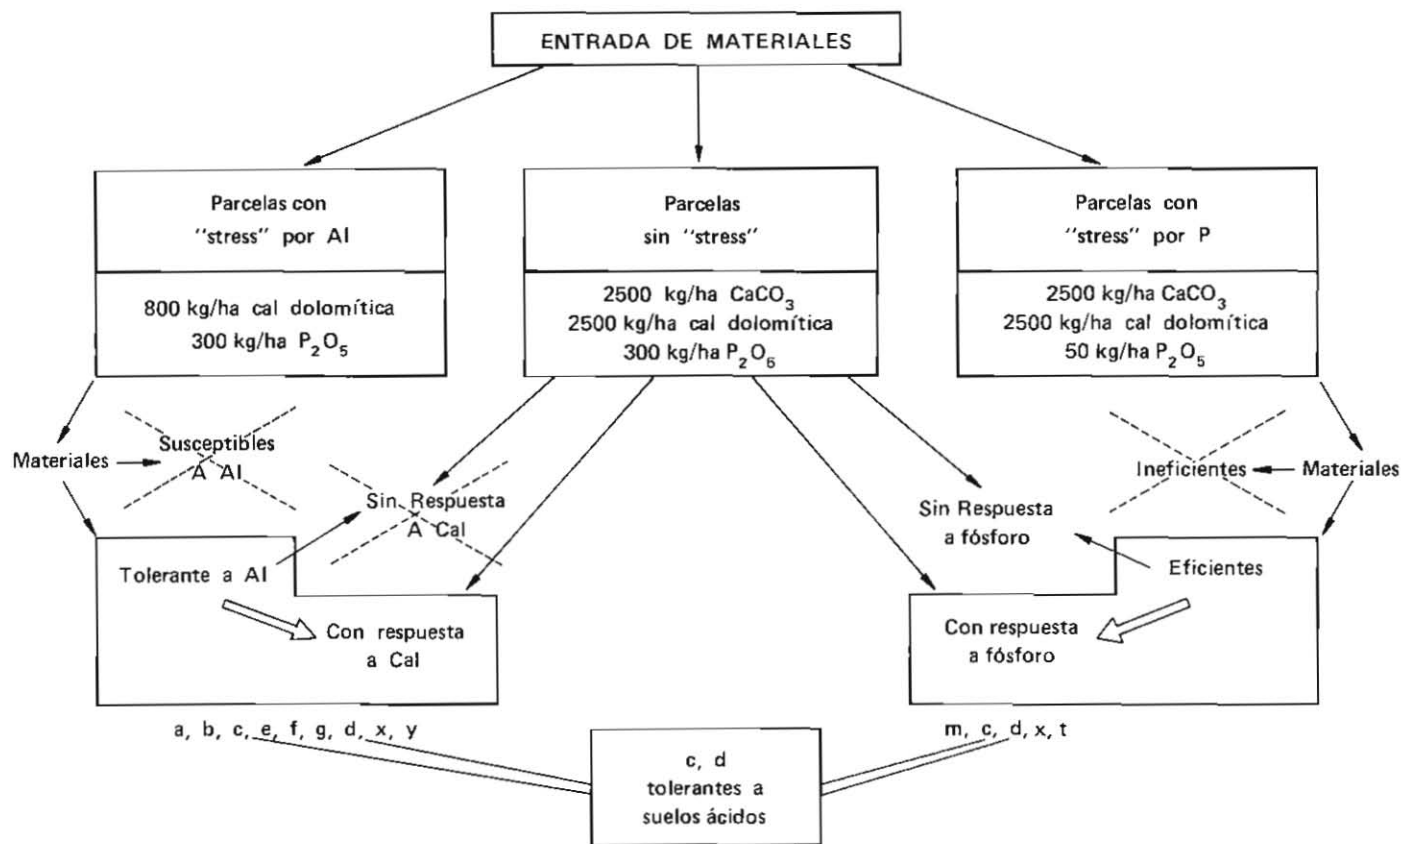 ENTRADA DE MATERIALES
Parcelas con
"stress" por Al
800 kg/ha cal dolomítica
300 kg/ha P₂O₅
Parcelas
sin "stress"
2500 kg/ha CaCO₃
2500 kg/ha cal dolomítica
300 kg/ha P₂O₆
Parcelas con
"stress" por P
2500 kg/ha CaCO₃
2500 kg/ha cal dolomítica
50 kg/ha P₂O₅
Materiales
Susceptibles
A Al
Sin Respuesta
A Cal
Sin Respuesta
a fósforo
Ineficientes
Materiales
Tolerante a Al
Con respuesta
a Cal
Eficientes
Con respuesta
a fósforo
a, b, c, e, f, g, d, x, y
m, c, d, x, t
c, d
tolerantes a
suelos ácidos